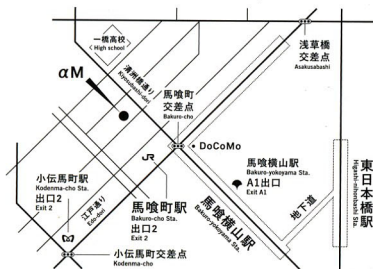 一橋高校
High school
αM
清洲橋通り
Kiyosubashi-dori
浅草橋
交差点
Asakusabashi
馬喰町
交差点
Bakuro-cho
DoCoMo
小伝馬町駅
Kodenma-cho Sta.
出口2
Exit 2
江戸通り
Edo-dori
JR
馬喰町駅
Bakuro-cho Sta.
出口2
Exit 2
馬喰横山駅
Bakuro-yokoyama Sta.
A1出口
Exit A1
馬喰横山駅
Bakuro-yokoyama Sta.
地下道
東日本橋駅
Higashi-nihonbashi Sta.
小伝馬町交差点
Kodenma-cho